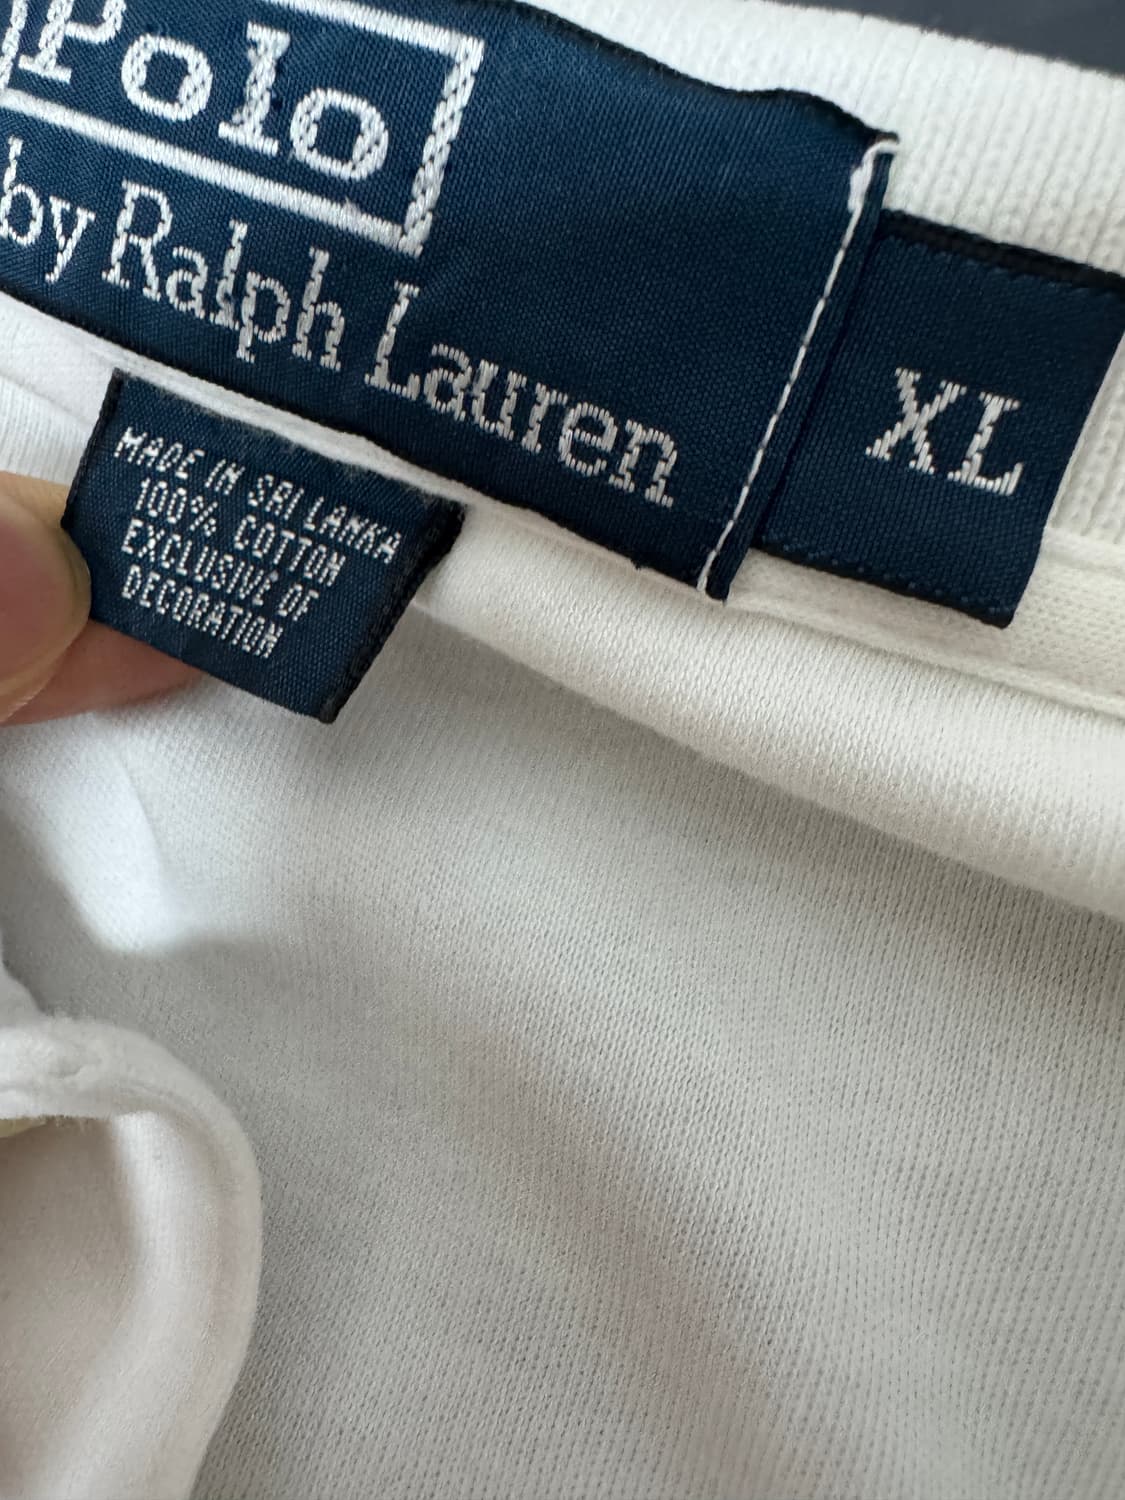 Polo
by Ralph Lauren
XL
MADE IN SRI LANKA
100% COTTON
EXCLUSIVE OF
DECORATION